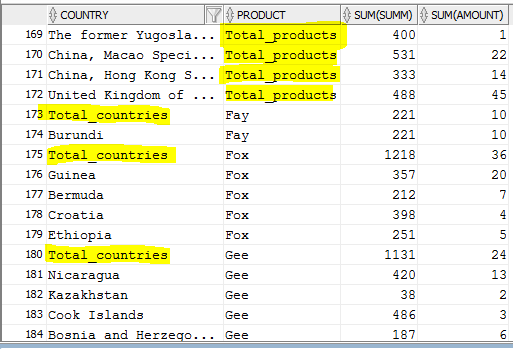 COUNTRY PRODUCT SUM(SUMM) SUM(AMOUNT)
169 The former Yugosla... Total_products 400 1
170 China, Macao Speci... Total_products 531 22
171 China, Hong Kong S... Total_products 333 14
172 United Kingdom of ... Total_products 488 45
173 Total_countries Fay 221 10
174 Burundi Fay 221 10
175 Total_countries Fox 1218 36
176 Guinea Fox 357 20
177 Bermuda Fox 212 7
178 Croatia Fox 398 4
179 Ethiopia Fox 251 5
180 Total_countries Gee 1131 24
181 Nicaragua Gee 420 13
182 Kazakhstan Gee 38 2
183 Cook Islands Gee 486 3
184 Bosnia and Herzego... Gee 187 6